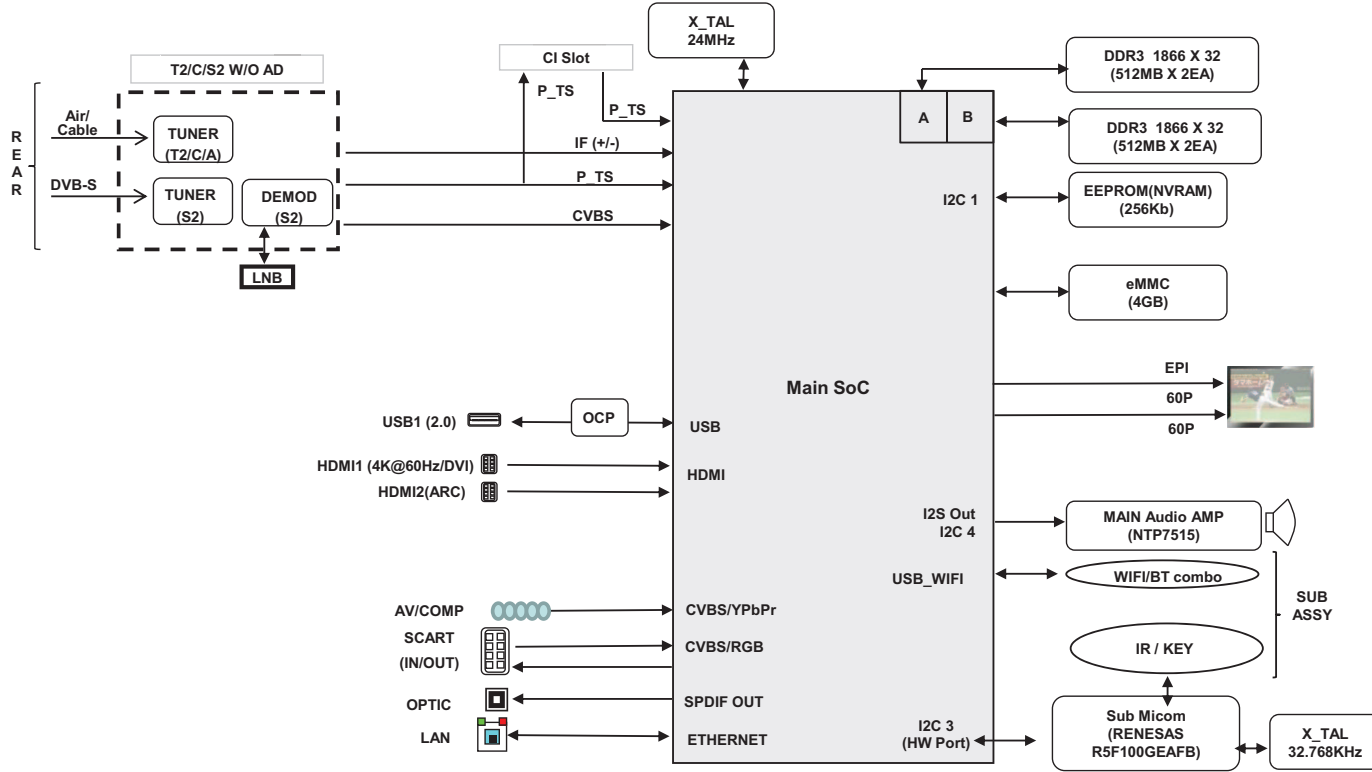 X_TAL
24MHz
CI Slot
T2/C/S2 W/O AD
P_TS
P_TS
R
E
A
R
Air/
Cable
TUNER
(T2/C/A)
IF (+/-)
P_TS
DVB-S
TUNER
(S2)
DEMOD
(S2)
CVBS
LNB
A
B
DDR3 1866 X 32
(512MB X 2EA)
DDR3 1866 X 32
(512MB X 2EA)
I2C 1
EEPROM(NVRAM)
(256Kb)
eMMC
(4GB)
Main SoC
EPI
60P
60P
USB1 (2.0)
OCP
USB
HDMI1 (4K@60Hz/DVI)
HDMI2(ARC)
HDMI
I2S Out
I2C 4
MAIN Audio AMP
(NTP7515)
USB_WIFI
WIFI/BT combo
SUB
ASSY
AV/COMP
CVBS/YPbPr
SCART
(IN/OUT)
CVBS/RGB
IR / KEY
OPTIC
SPDIF OUT
LAN
ETHERNET
I2C 3
(HW Port)
Sub Micom
(RENESAS
R5F100GEAFB)
X_TAL
32.768KHz